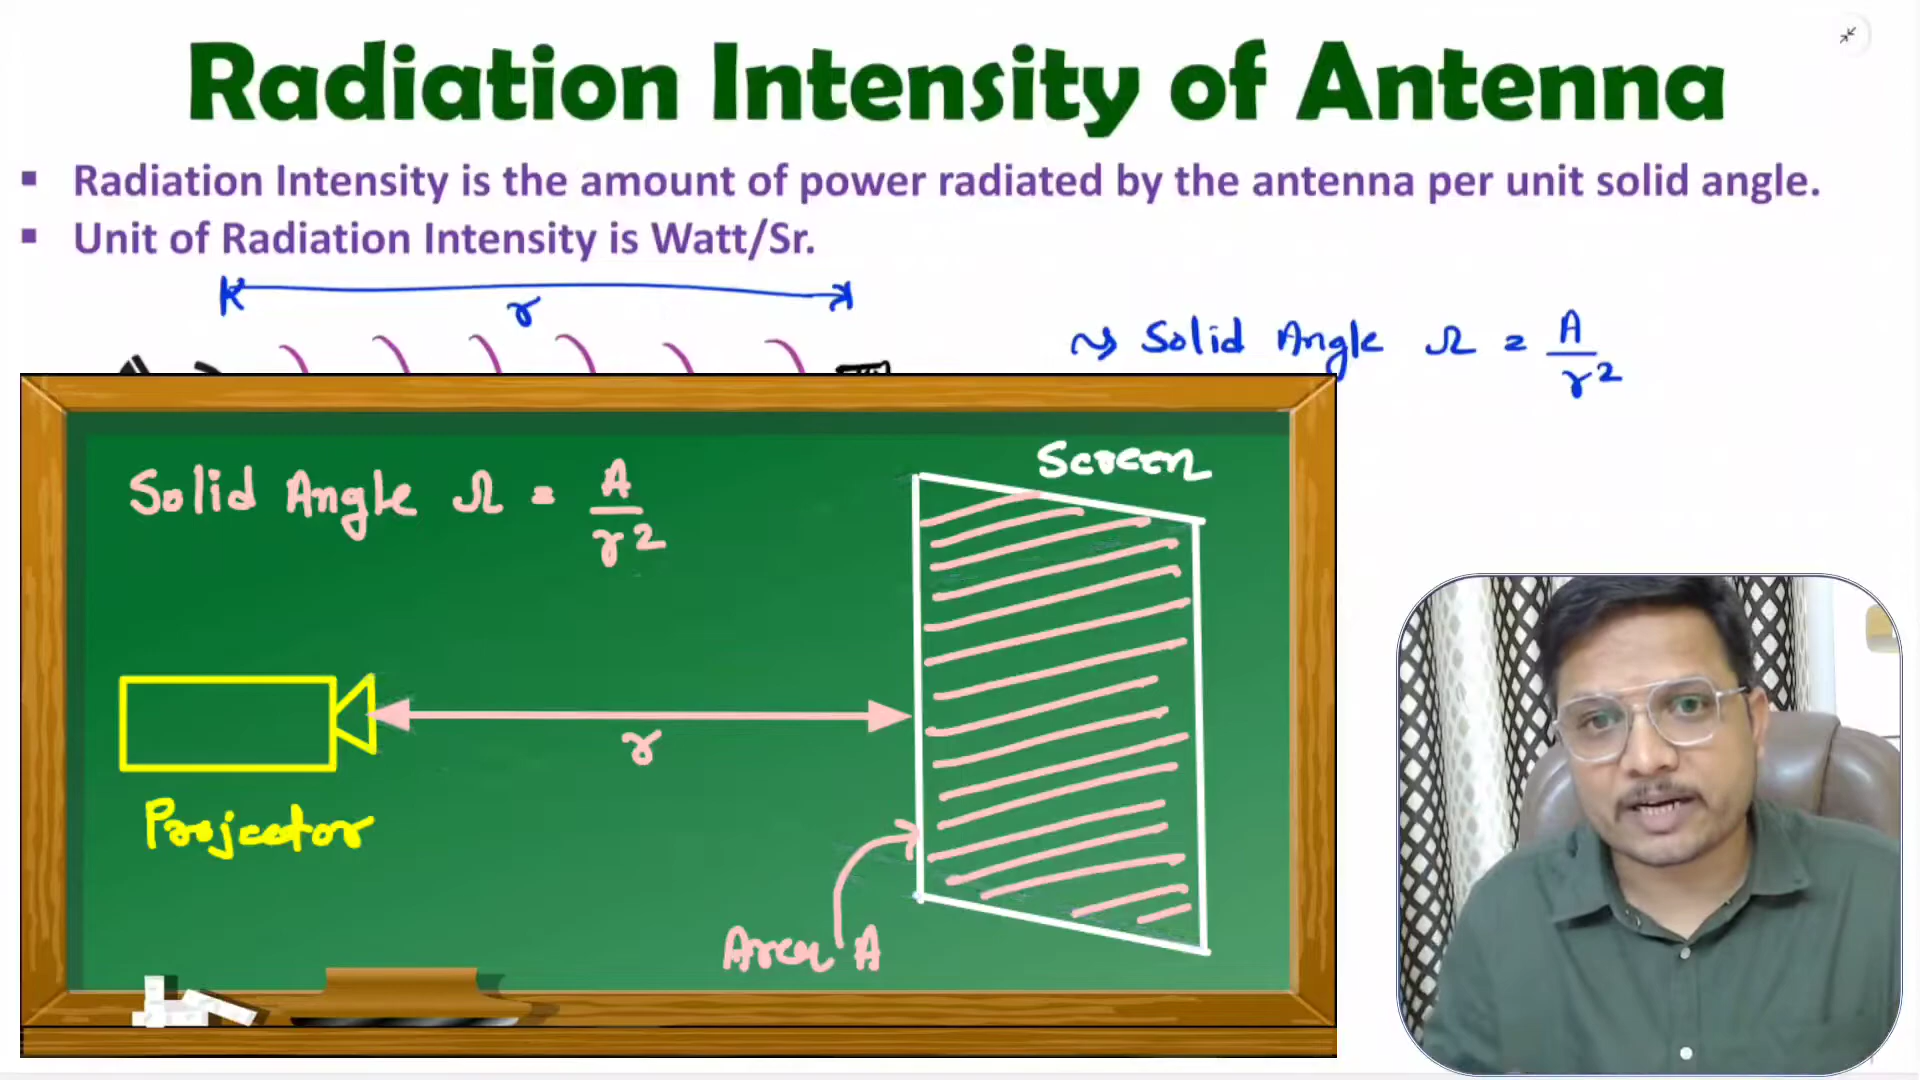 Radiation Intensity of Antenna
▪ Radiation Intensity is the amount of power radiated by the antenna per unit solid angle.
▪ Unit of Radiation Intensity is Watt/Sr.
r
Solid Angle Ω = A/r²
Solid Angle Ω = A/r²
Screen
r
Projector
Area A